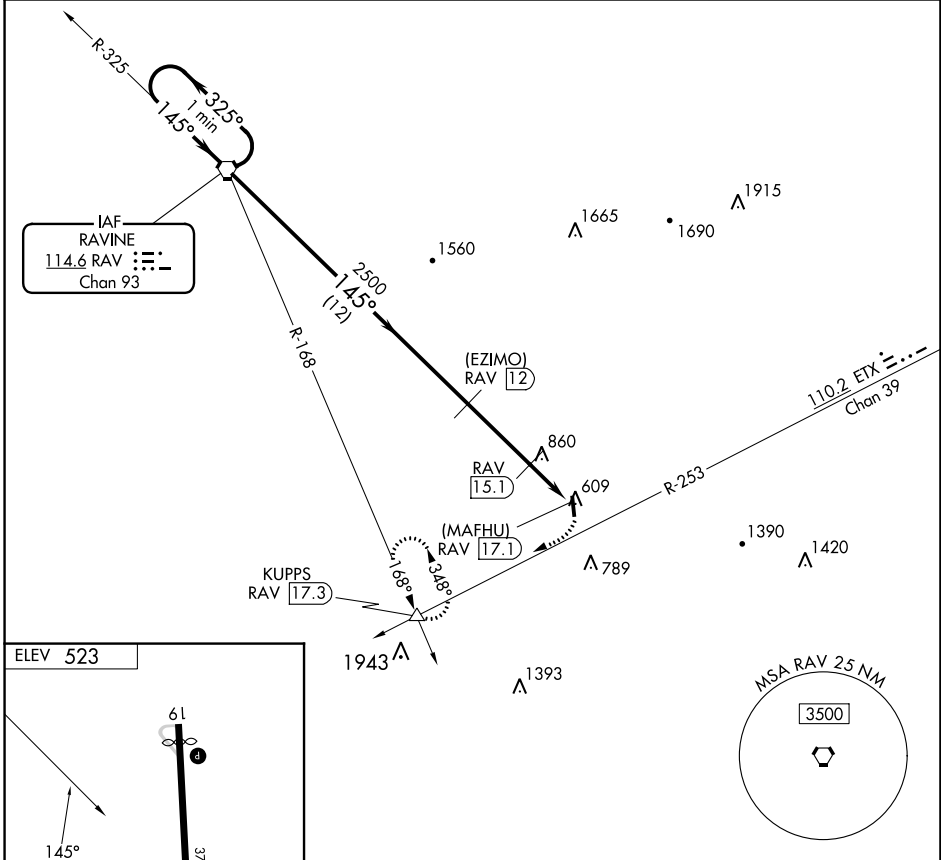 R-325
325°
1 min
145°
IAF
RAVINE
114.6 RAV
Chan 93
1915
1665
1690
1560
2500
145°
(12)
R-168
(EZIMO)
RAV 12
110.2 ETX
Chan 39
860
RAV
15.1
609
R-253
(MAFHU)
RAV 17.1
1390
1420
789
168°
348°
KUPPS
RAV 17.3
1943
1393
MSA RAV 25 NM
3500
ELEV 523
19
P
145°
37